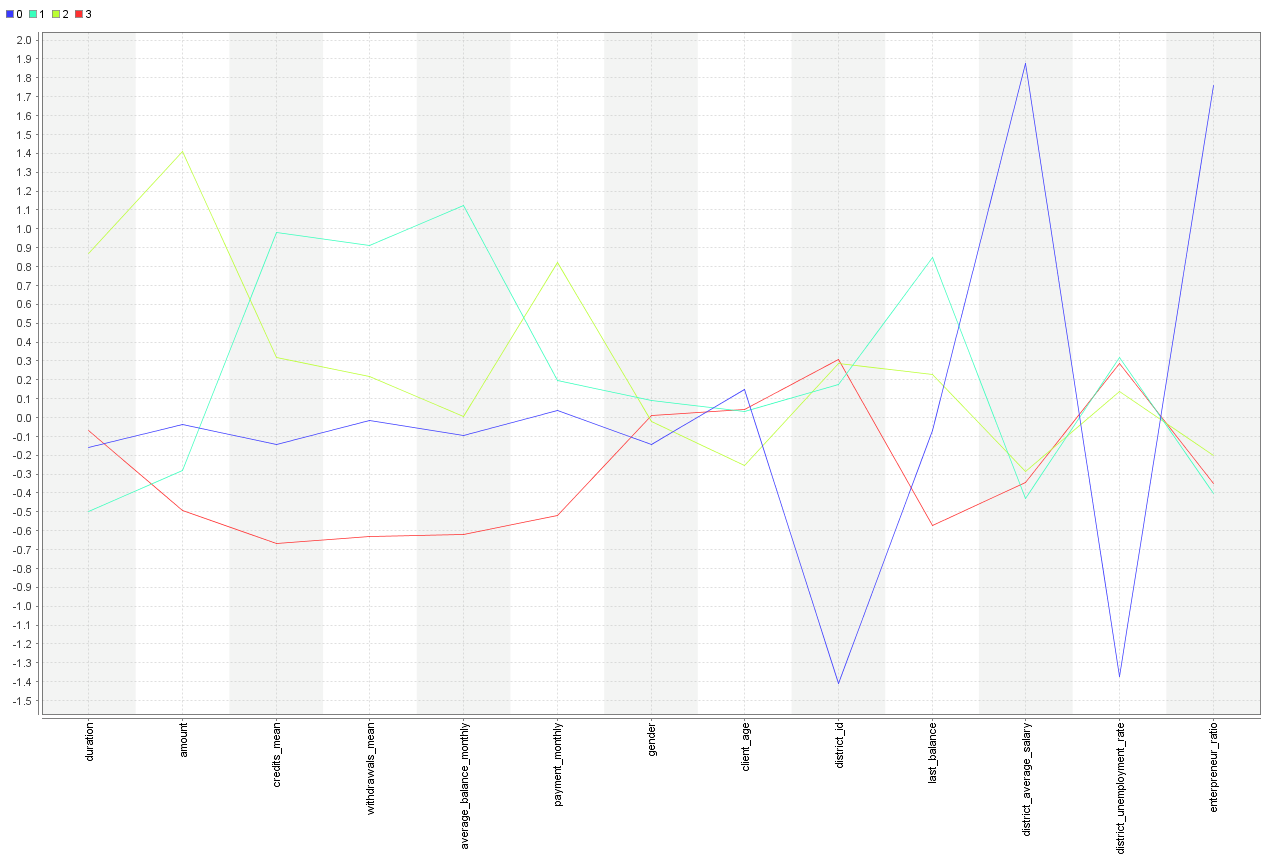 0 1 2 3
2.0
1.9
1.8
1.7
1.6
1.5
1.4
1.3
1.2
1.1
1.0
0.9
0.8
0.7
0.6
0.5
0.4
0.3
0.2
0.1
0.0
-0.1
-0.2
-0.3
-0.4
-0.5
-0.6
-0.7
-0.8
-0.9
-1.0
-1.1
-1.2
-1.3
-1.4
-1.5
duration
amount
credits_mean
withdrawals_mean
average_balance_monthly
payment_monthly
gender
client_age
district_id
last_balance
district_average_salary
district_unemployment_rate
enterpreneur_ratio